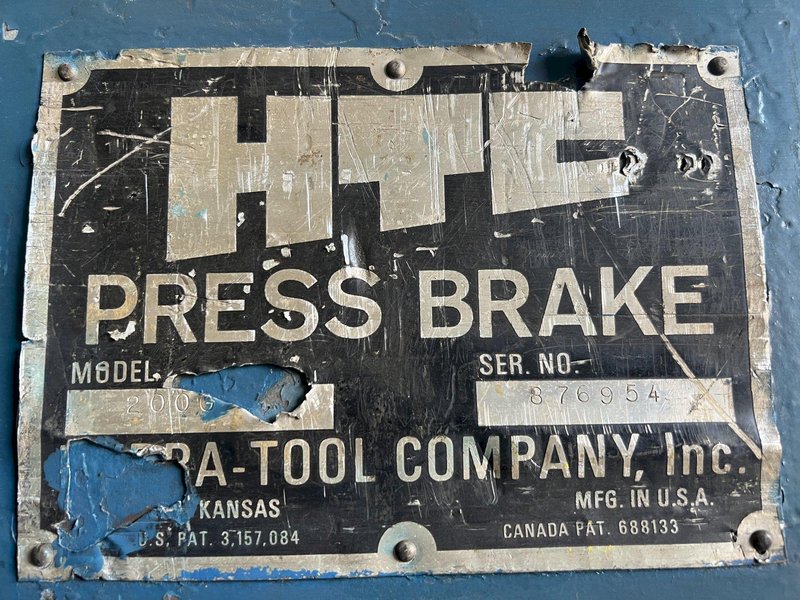 HTC
PRESS BRAKE
MODEL SER. NO.
200 876954
-TOOL COMPANY, Inc.
KANSAS MFG. IN U.S.A.
U.S. PAT. 3,157,084 CANADA PAT. 688133